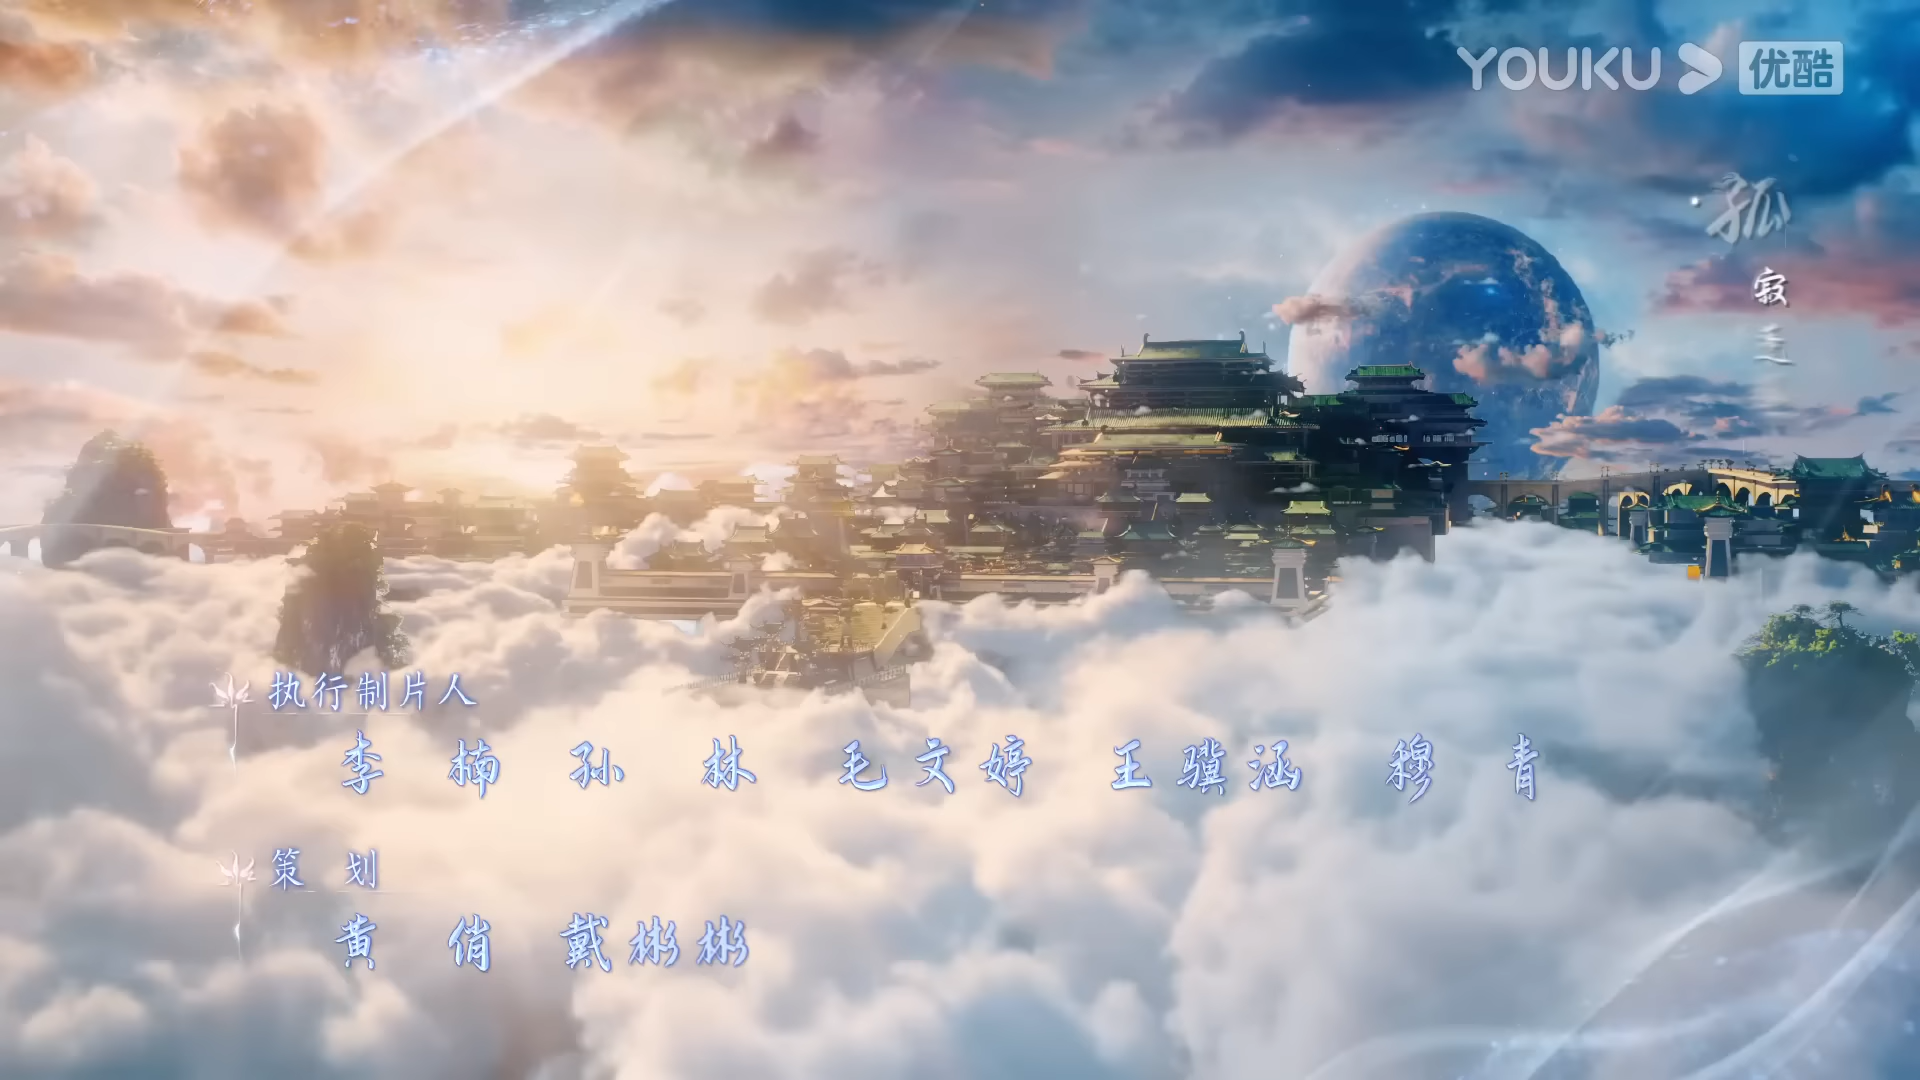 YOUKU 优酷
孤
寂
执行制片人
李楠 孙林 毛文婷 王骥涵 穆青
策划
黄俏 戴彬彬